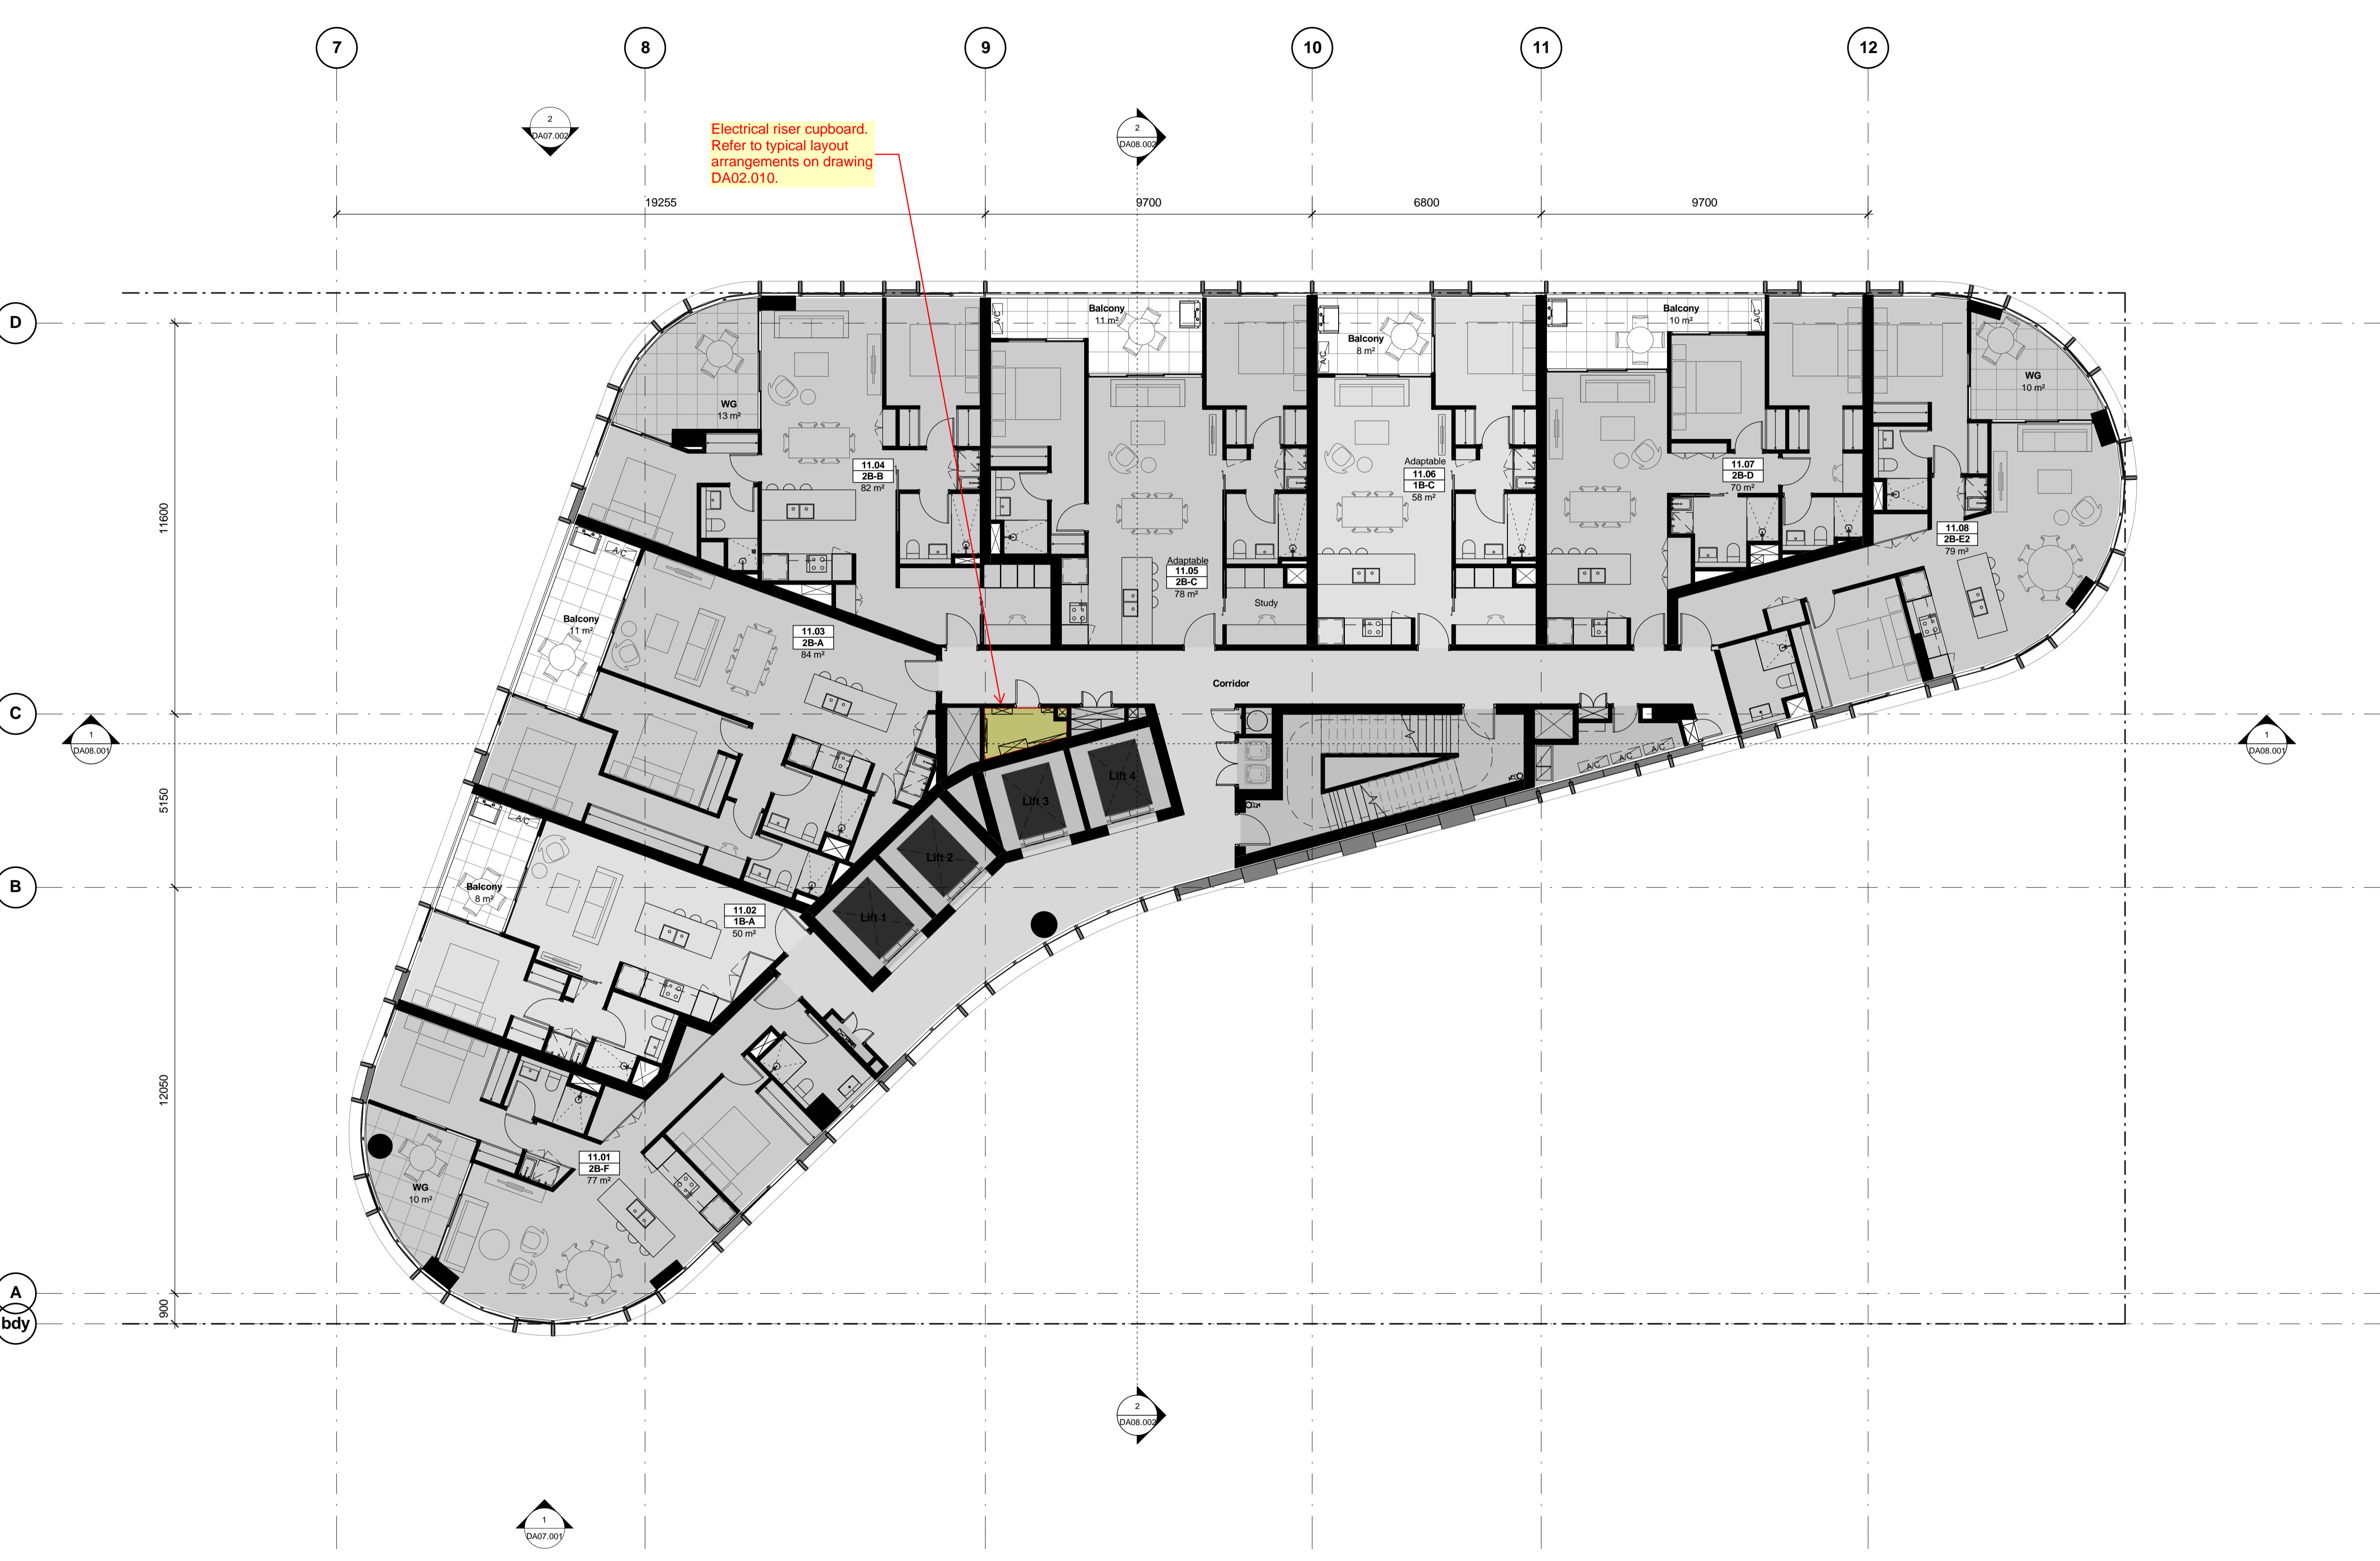 7
8
9
10
11
12
2
DA07.002
2
DA08.002
Electrical riser cupboard.
Refer to typical layout
arrangements on drawing
DA02.010.
19255
9700
6800
9700
D
11600
C
5150
B
12050
A
900
bdy
1
DA08.001
1
DA08.001
WG
13 m²
11.04
2B-B
82 m²
A/C
Balcony
11 m²
Adaptable
11.05
2B-C
78 m²
Study
Balcony
8 m²
A/C
Adaptable
11.06
1B-C
58 m²
Balcony
10 m²
A/C
11.07
2B-D
70 m²
WG
10 m²
11.08
2B-E2
79 m²
A/C
Balcony
11 m²
11.03
2B-A
84 m²
Corridor
A/C
A/C
A/C
Lift 4
Lift 3
Lift 2
Lift 1
A/C
Balcony
8 m²
11.02
1B-A
50 m²
11.01
2B-F
77 m²
WG
10 m²
2
DA08.002
1
DA07.001